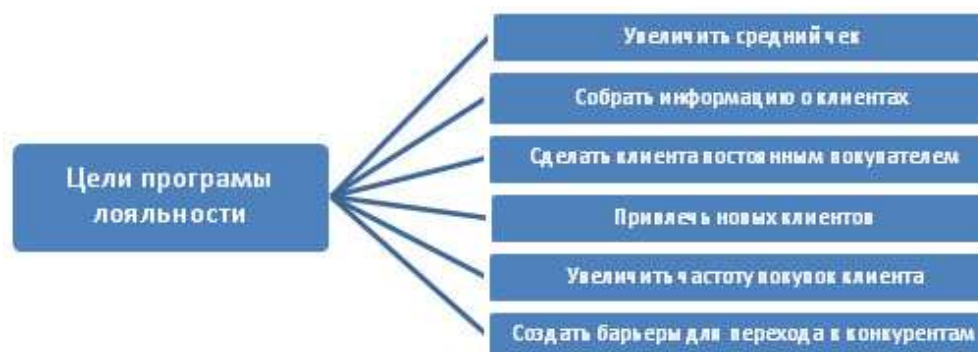 Цели програмы
лояльности
Увеличить средний чек
Собрать информацию о клиентах
Сделать клиента постоянным покупателем
Привлечь новых клиентов
Увеличить частоту покупок клиента
Создать барьеры для перехода к конкурентам